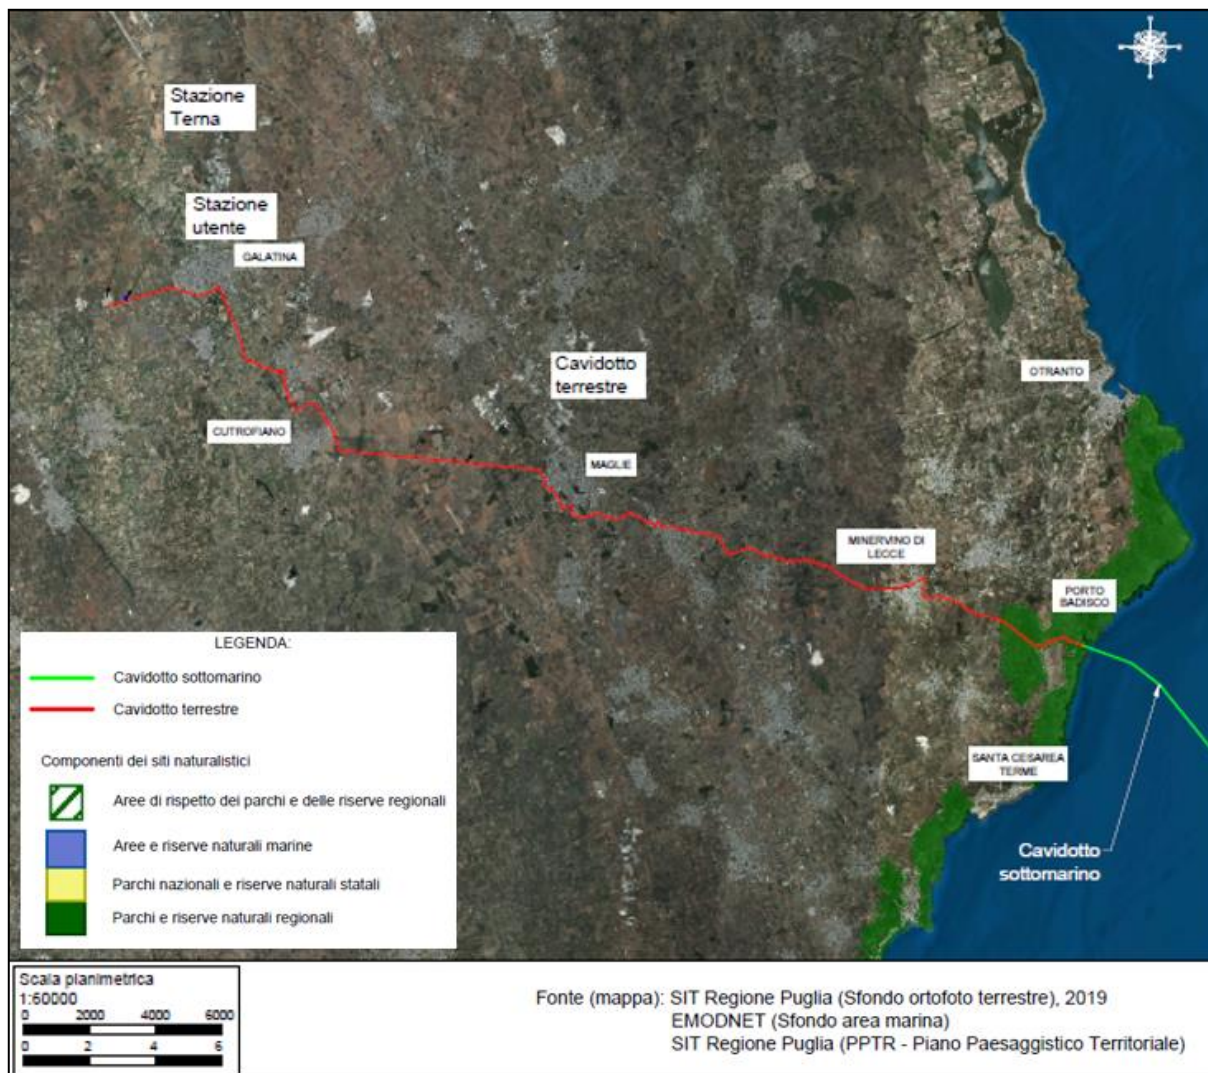 Stazione
Terna
Stazione
utente
GALATINA
Cavidotto
terrestre
OTRANTO
CUTROFIANO
MAGLIE
MINERVINO DI
LECCE
PORTO
BADISCO
SANTA CESAREA
TERME
Cavidotto
sottomarino
LEGENDA:
Cavidotto sottomarino
Cavidotto terrestre
Componenti dei siti naturalistici
Aree di rispetto dei parchi e delle riserve regionali
Aree e riserve naturali marine
Parchi nazionali e riserve naturali statali
Parchi e riserve naturali regionali
Scala planimetrica
1:60000
0 2000 4000 6000
0 2 4 6
Fonte (mappa): SIT Regione Puglia (Sfondo ortofoto terrestre), 2019
EMODNET (Sfondo area marina)
SIT Regione Puglia (PPTR - Piano Paesaggistico Territoriale)